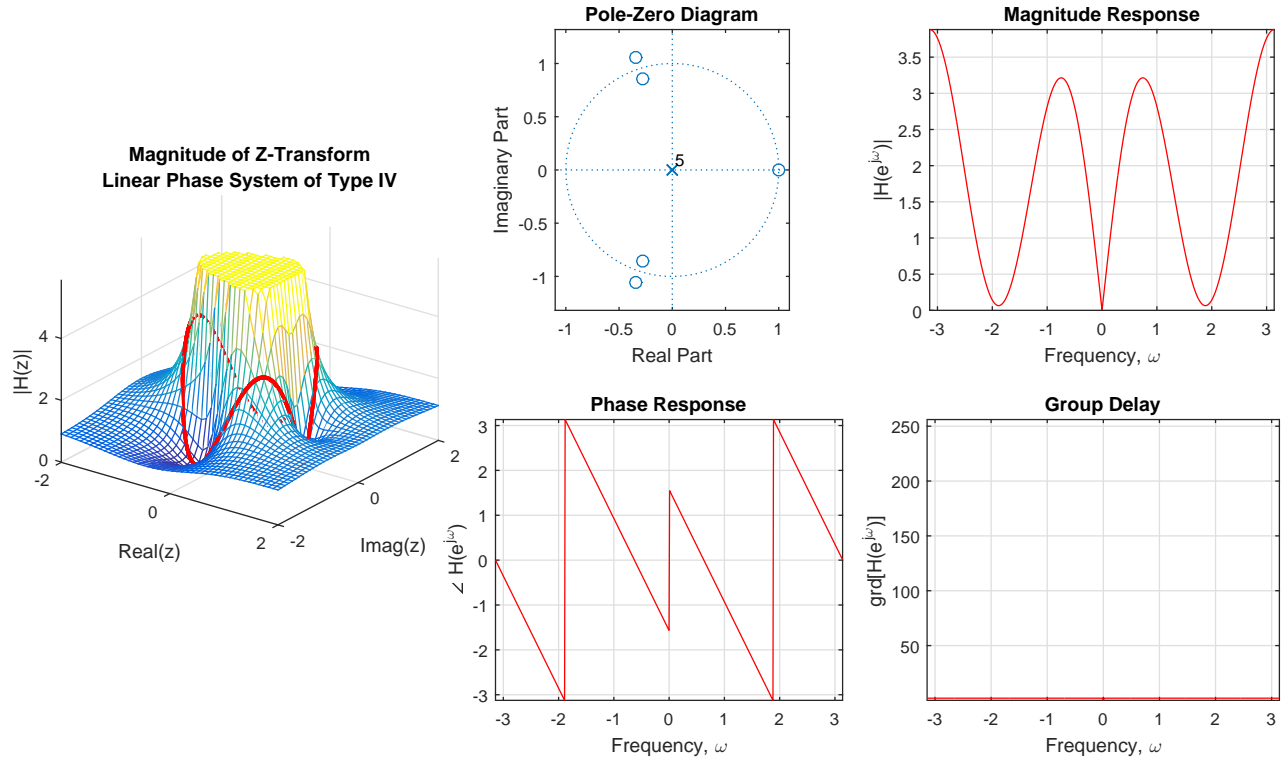 Magnitude of Z-Transform
Linear Phase System of Type IV
|H(z)|
4
2
0
-2
0
2
Real(z)
-2
0
2
Imag(z)
Pole-Zero Diagram
Imaginary Part
1
0.5
0
-0.5
-1
5
-1 -0.5 0 0.5 1
Real Part
Magnitude Response
|H(e^{jω})|
3.5
3
2.5
2
1.5
1
0.5
0
-3 -2 -1 0 1 2 3
Frequency, ω
Phase Response
∠ H(e^{jω})
3
2
1
0
-1
-2
-3
-3 -2 -1 0 1 2 3
Frequency, ω
Group Delay
grd[H(e^{jω})]
250
200
150
100
50
-3 -2 -1 0 1 2 3
Frequency, ω